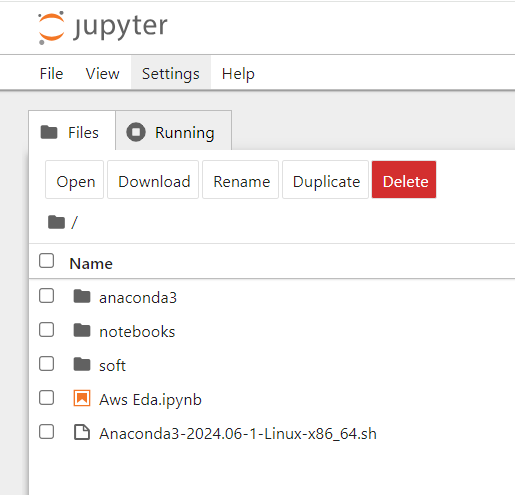 jupyter
File View Settings Help
Files Running
Open Download Rename Duplicate Delete
/
Name
anaconda3
notebooks
soft
Aws Eda.ipynb
Anaconda3-2024.06-1-Linux-x86_64.sh